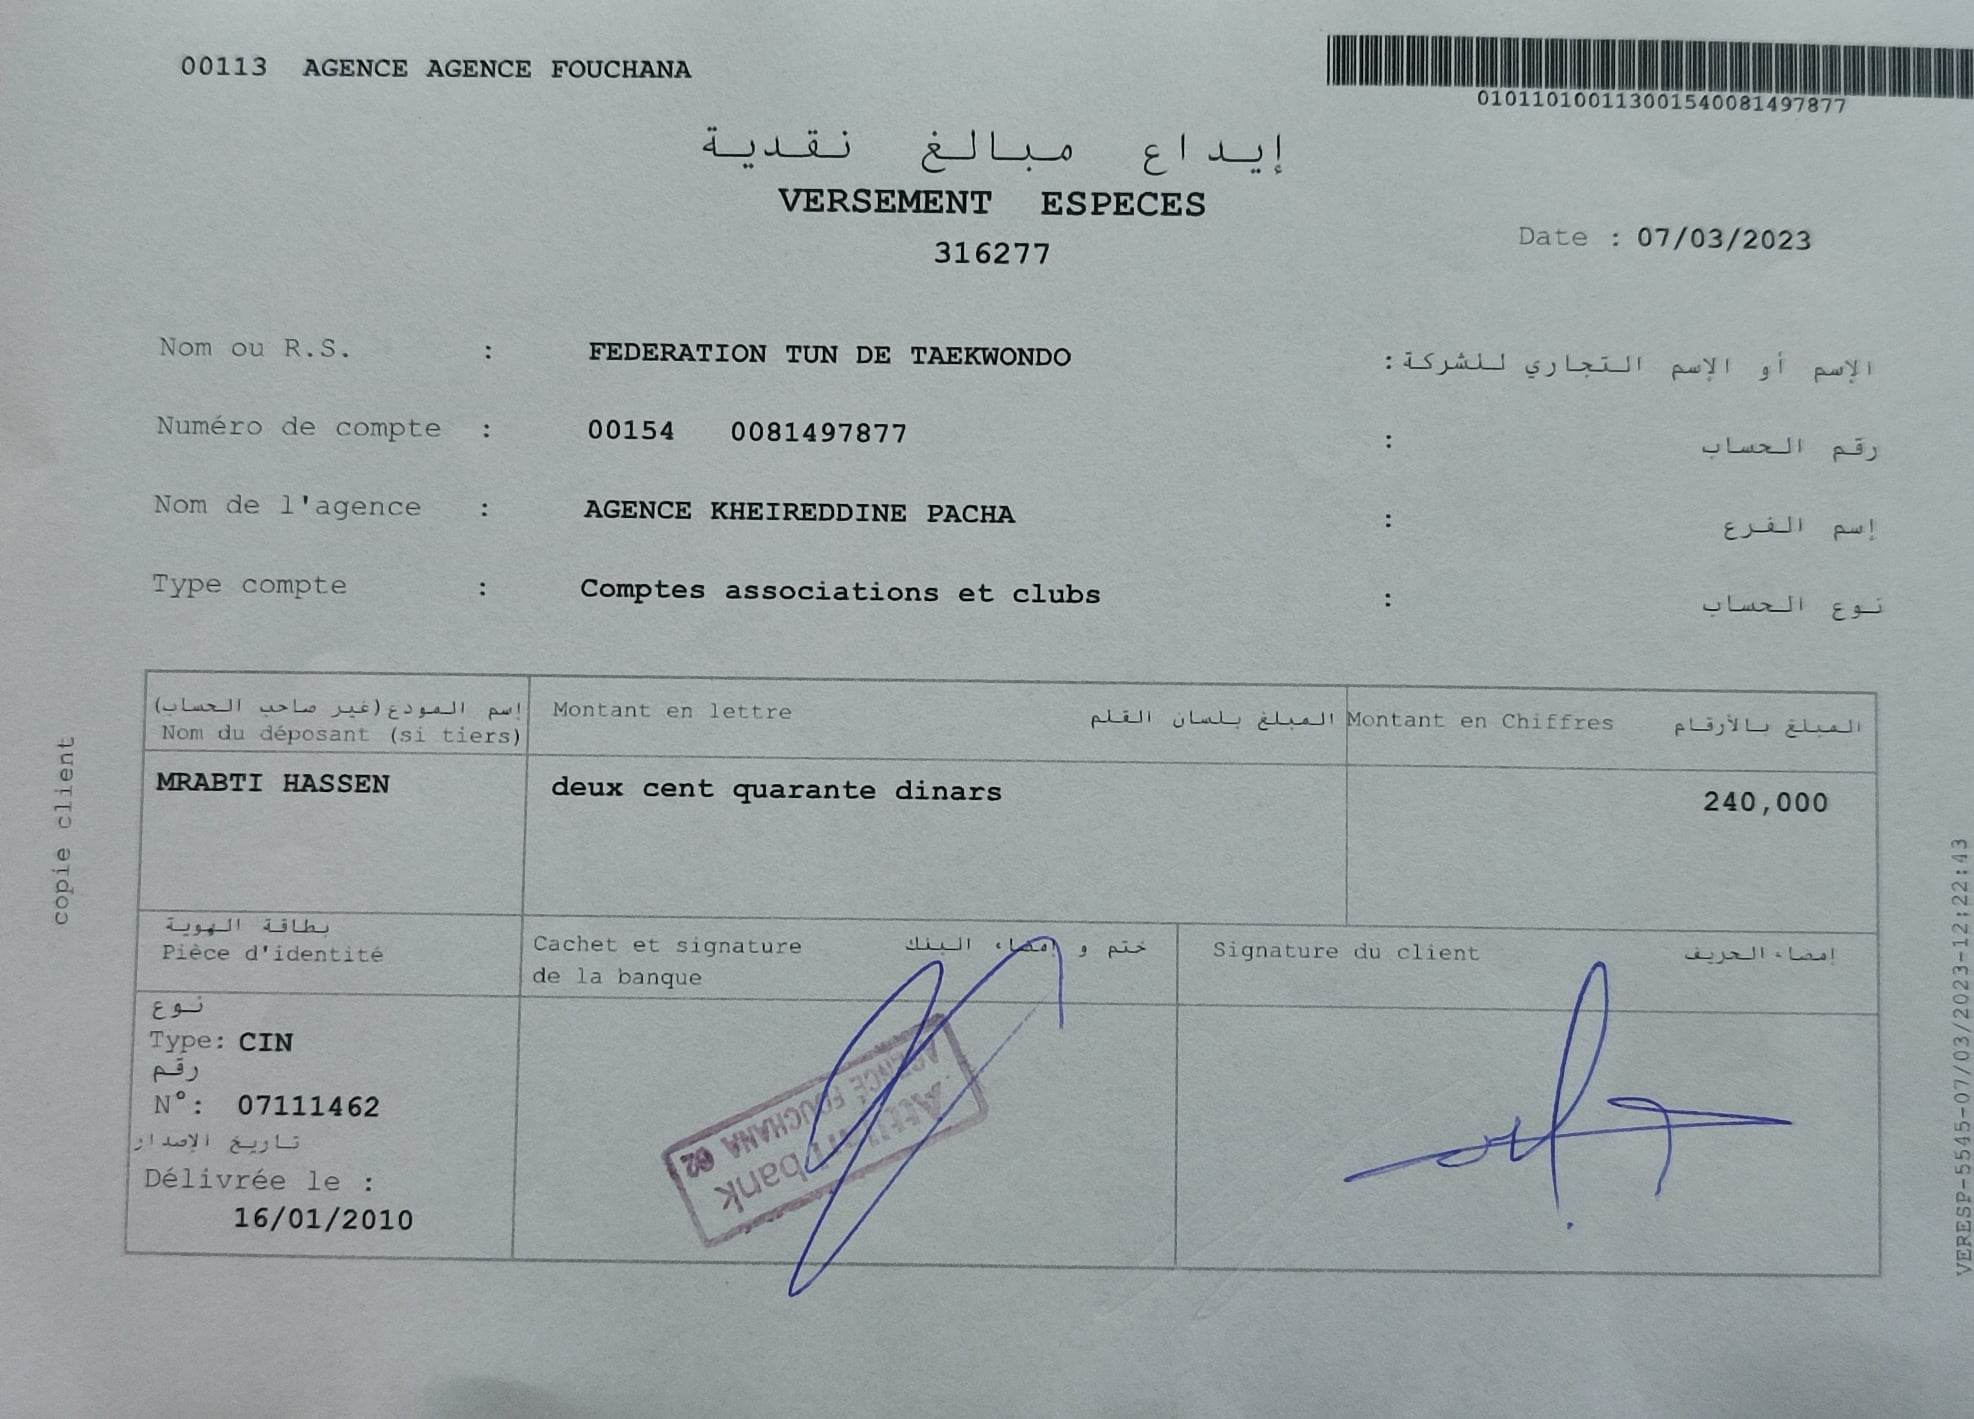 00113 AGENCE AGENCE FOUCHANA
010110100113001540081497877
إيداع مبالغ نقدية
VERSEMENT ESPECES
316277
Date : 07/03/2023
Nom ou R.S. : FEDERATION TUN DE TAEKWONDO الإسم أو الإسم التجاري للشركة :
Numéro de compte : 00154 0081497877 رقم الحساب :
Nom de l'agence : AGENCE KHEIREDDINE PACHA إسم الفرع :
Type compte : Comptes associations et clubs نوع الحساب :
إسم المودع (غير صاحب الحساب)
Nom du déposant (si tiers)
Montant en lettre المبلغ بلسان القلم
Montant en Chiffres المبلغ بالأرقام
MRABTI HASSEN
deux cent quarante dinars
240,000
بطاقة الهوية
Pièce d'identité
Cachet et signature ختم و إمضاء البنك
de la banque
Signature du client إمضاء الحريف
نوع
Type: CIN
رقم
N°: 07111462
تاريخ الإصدار
Délivrée le :
16/01/2010
bank
AGENCE FOUCHANA 02
copie client
VERESP-5545-07/03/2023-12:22:43